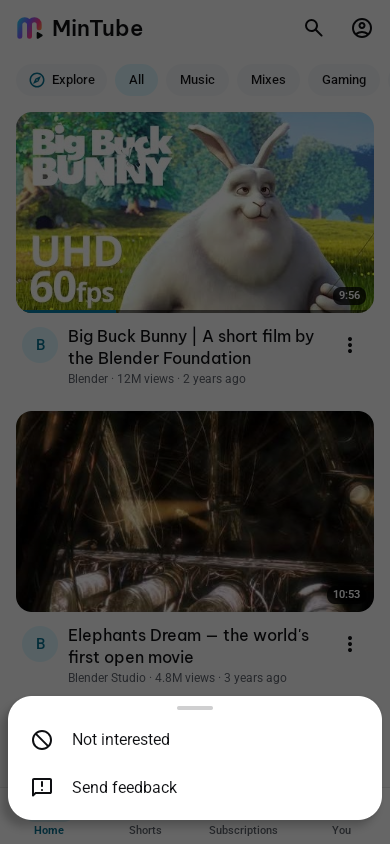 MinTube
Explore
All
Music
Mixes
Gaming
Big Buck
BUNNY
UHD
60fps
9:56
B
Big Buck Bunny | A short film by
the Blender Foundation
Blender · 12M views · 2 years ago
10:53
B
Elephants Dream — the world's
first open movie
Blender Studio · 4.8M views · 3 years ago
Not interested
Send feedback
Home
Shorts
Subscriptions
You